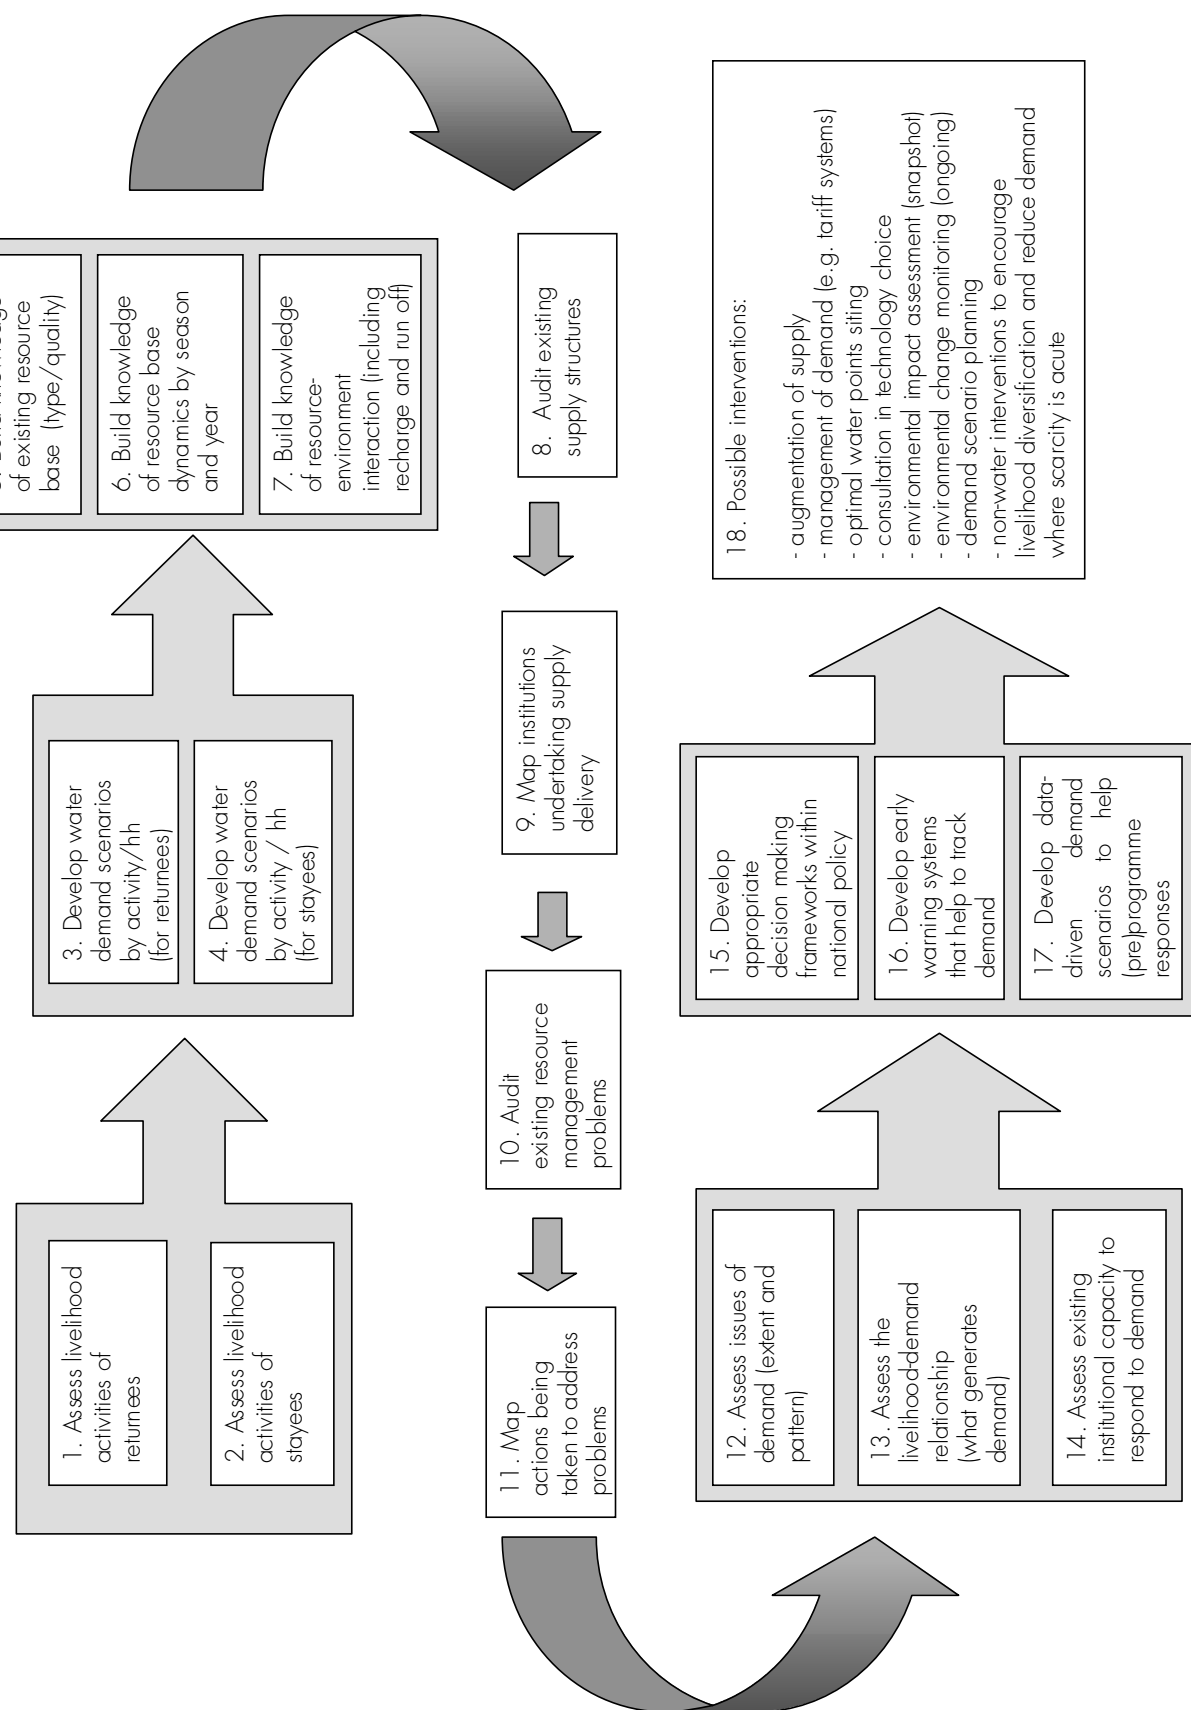 1. Assess livelihood
activities of
returnees
2. Assess livelihood
activities of
stayees
3. Develop water
demand scenarios
by activity/hh
(for returnees)
4. Develop water
demand scenarios
by activity / hh
(for stayees)
of existing resource
base (type/quality)
6. Build knowledge
of resource base
dynamics by season
and year
7. Build knowledge
of resource-
environment
interaction (including
recharge and run off)
8. Audit existing
supply structures
9. Map institutions
undertaking supply
delivery
10. Audit
existing resource
management
problems
11. Map
actions being
taken to address
problems
12. Assess issues of
demand (extent and
pattern)
13. Assess the
livelihood-demand
relationship
(what generates
demand)
14. Assess existing
institutional capacity to
respond to demand
15. Develop
appropriate
decision making
frameworks within
national policy
16. Develop early
warning systems
that help to track
demand
17. Develop data-
driven demand
scenarios to help
(pre)programme
responses
18. Possible interventions:
- augmentation of supply
- management of demand (e.g. tariff systems)
- optimal water points siting
- consultation in technology choice
- environmental impact assessment (snapshot)
- environmental change monitoring (ongoing)
- demand scenario planning
- non-water interventions to encourage
livelihood diversification and reduce demand
where scarcity is acute